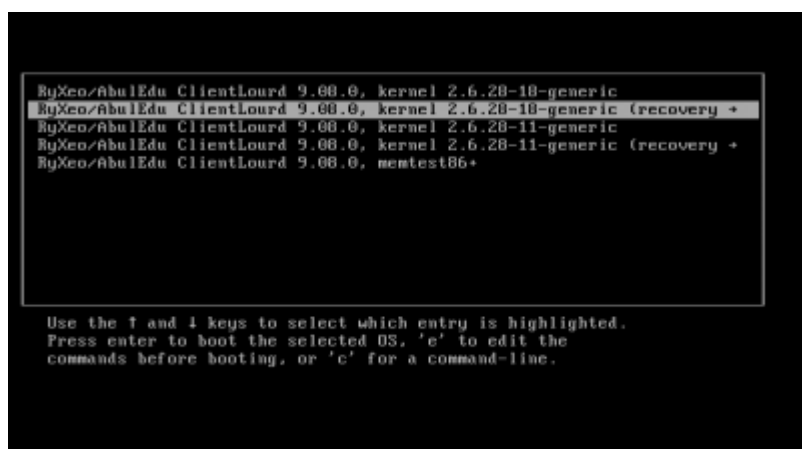 RyXeo/AbulEdu ClientLourd 9.08.0, kernel 2.6.28-18-generic
RyXeo/AbulEdu ClientLourd 9.08.0, kernel 2.6.28-18-generic (recovery →
RyXeo/AbulEdu ClientLourd 9.08.0, kernel 2.6.28-11-generic
RyXeo/AbulEdu ClientLourd 9.08.0, kernel 2.6.28-11-generic (recovery →
RyXeo/AbulEdu ClientLourd 9.08.0, memtest86+
Use the ↑ and ↓ keys to select which entry is highlighted.
Press enter to boot the selected OS, 'e' to edit the
commands before booting, or 'c' for a command-line.